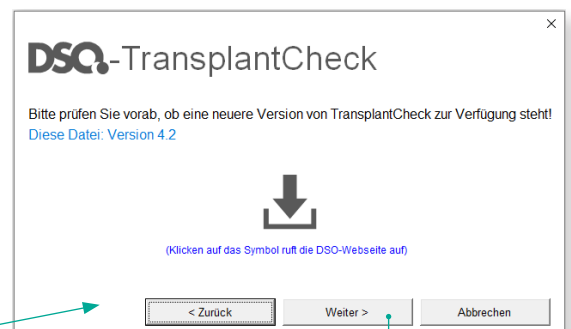 DSO-TransplantCheck
Bitte prüfen Sie vorab, ob eine neuere Version von TransplantCheck zur Verfügung steht!
Diese Datei: Version 4.2
(Klicken auf das Symbol ruft die DSO-Webseite auf)
< Zurück Weiter > Abbrechen